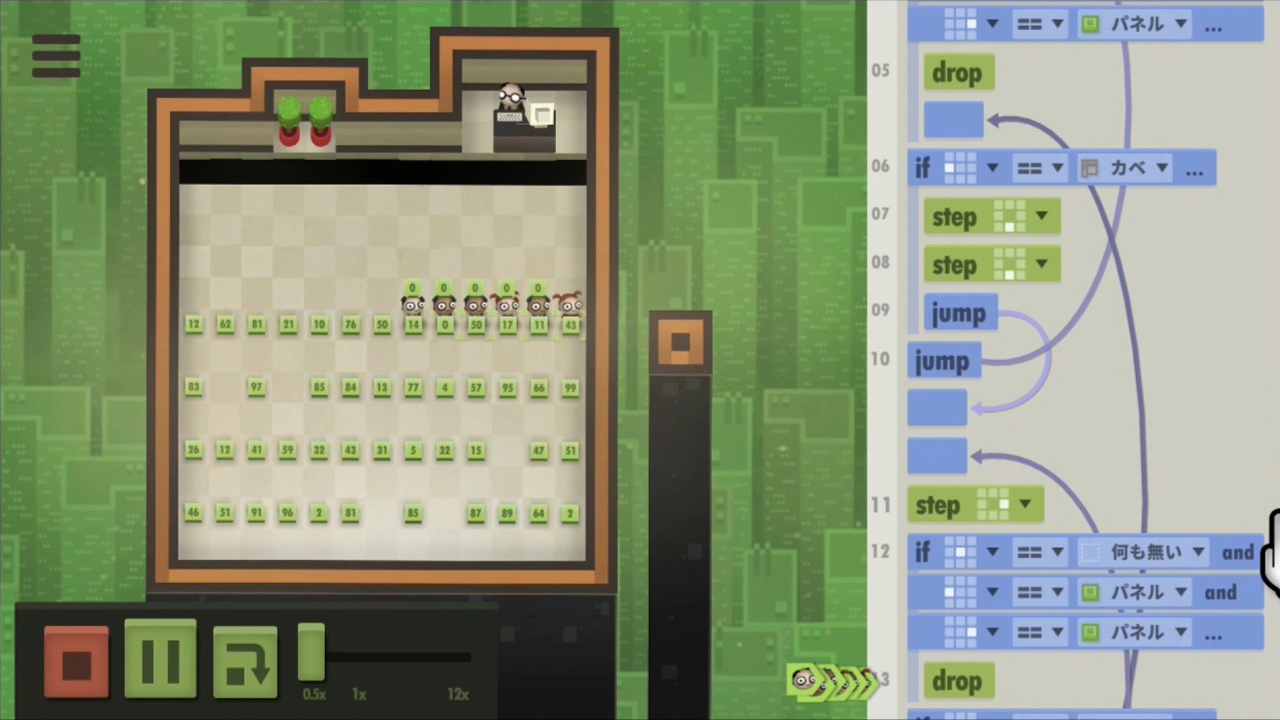 == パネル ...
05 drop
06 if == カベ ...
07 step
08 step
09 jump
10 jump
11 step
12 if == 何も無い and
== パネル and
== パネル ...
3 drop
0 0 0 0 0
12 62 81 21 10 76 50 14 0 50 17 11 43
83 97 85 84 13 77 4 57 95 66 99
26 12 41 59 32 43 31 5 32 15 47 51
46 51 91 96 2 81 85 87 89 64 2
0.5x 1x 12x